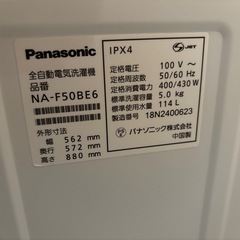 Panasonic
全自動電気洗濯機
品番
NA-F50BE6
外形寸法
幅 562 mm
奥行 572 mm
高さ 880 mm
IPX4
JET
定格電圧 100 V ～
定格周波数 50/60 Hz
定格消費電力 400/430W
標準洗濯容量 5.0 kg
標準使用水量 114 L
製造番号 18N2400623
パナソニック株式会社
中国製